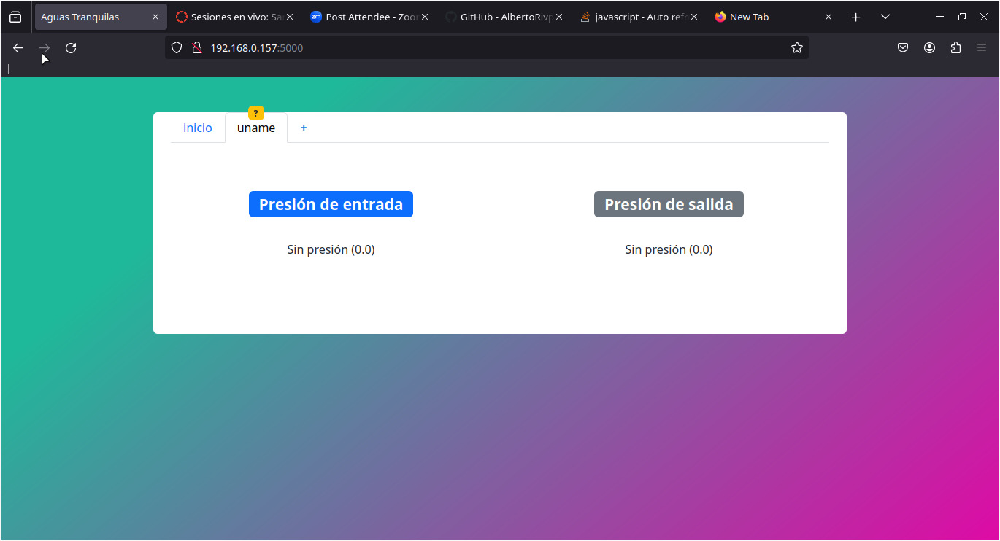 Aguas Tranquilas
Sesiones en vivo: Sa
Post Attendee - Zoom
GitHub - AlbertoRivp
javascript - Auto refr
New Tab
192.168.0.157:5000
?
inicio uname +
Presión de entrada Presión de salida
Sin presión (0.0) Sin presión (0.0)